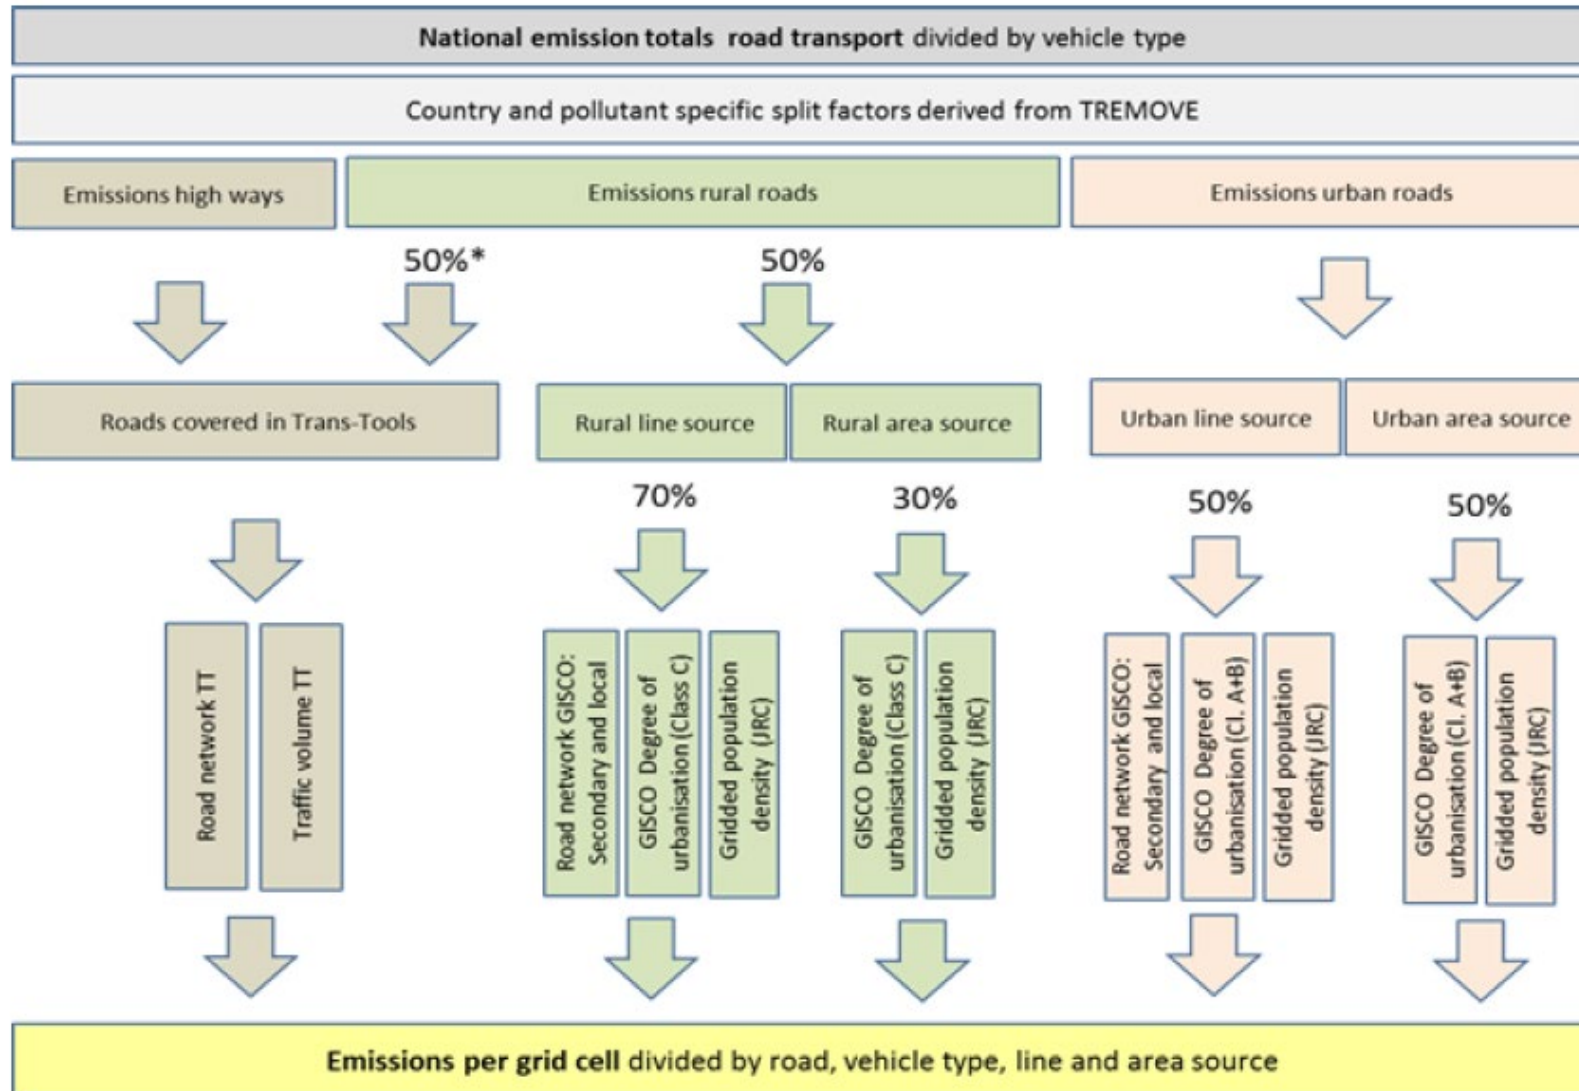 National emission totals road transport divided by vehicle type
Country and pollutant specific split factors derived from TREMOVE
Emissions high ways
Emissions rural roads
Emissions urban roads
50%*
50%
Roads covered in Trans-Tools
Rural line source
Rural area source
Urban line source
Urban area source
70%
30%
50%
50%
Road network TT
Traffic volume TT
Road network GISCO:
Secondary and local
GISCO Degree of
urbanisation (Class C)
Gridded population
density (JRC)
GISCO Degree of
urbanisation (Class C)
Gridded population
density (JRC)
Road network GISCO:
Secondary and local
GISCO Degree of
urbanisation (Cl. A+B)
Gridded population
density (JRC)
GISCO Degree of
urbanisation (Cl. A+B)
Gridded population
density (JRC)
Emissions per grid cell divided by road, vehicle type, line and area source